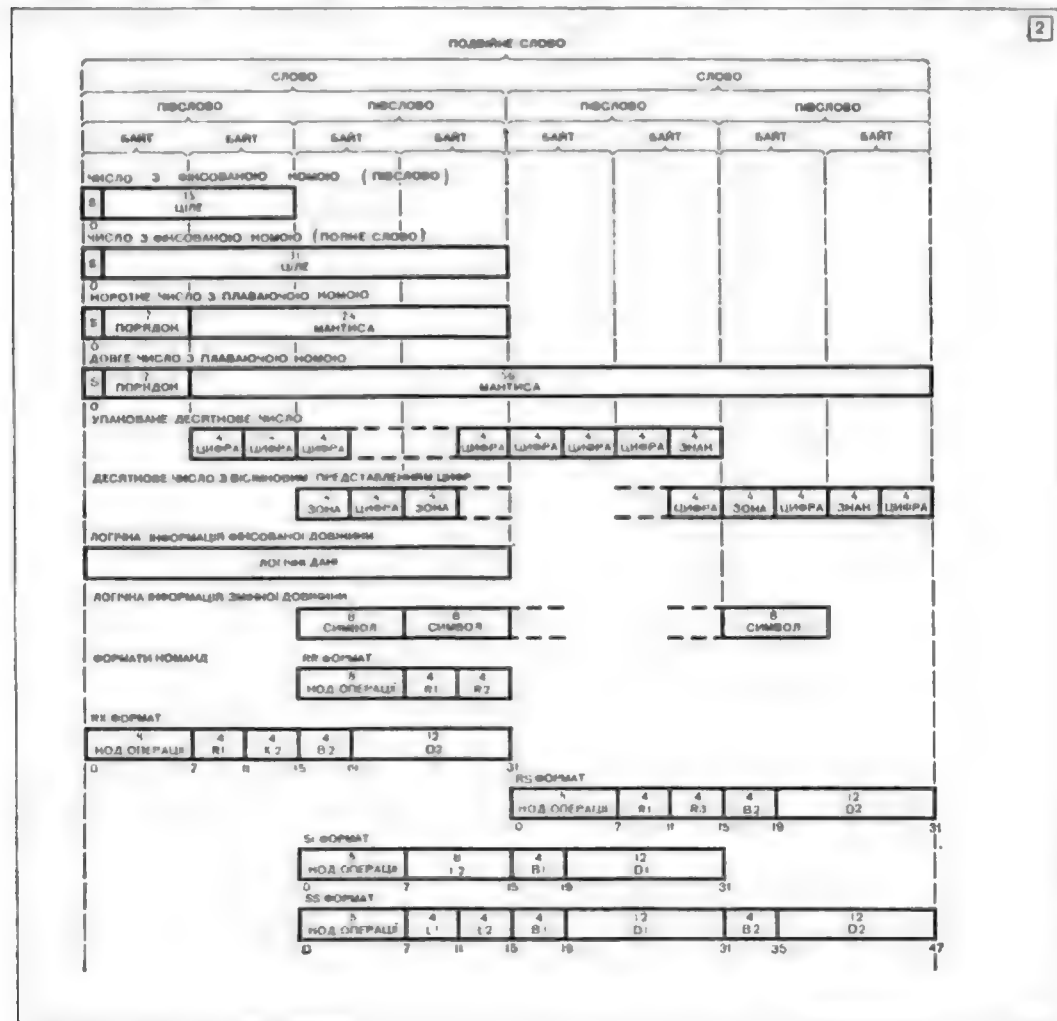 2
ПОДВІЙНЕ СЛОВО
СЛОВО СЛОВО
ПІВСЛОВО ПІВСЛОВО ПІВСЛОВО ПІВСЛОВО
БАЙТ БАЙТ БАЙТ БАЙТ БАЙТ БАЙТ БАЙТ БАЙТ
ЧИСЛО З ФІКСОВАНОЮ КОМОЮ (ПІВСЛОВО)
15
S ЦІЛЕ
0
ЧИСЛО З ФІКСОВАНОЮ КОМОЮ (ПОВНЕ СЛОВО)
31
S ЦІЛЕ
0
КОРОТКЕ ЧИСЛО З ПЛАВАЮЧОЮ КОМОЮ
7 24
S ПОРЯДОК МАНТИСА
0
ДОВГЕ ЧИСЛО З ПЛАВАЮЧОЮ КОМОЮ
7 56
S ПОРЯДОК МАНТИСА
0
УПАКОВАНЕ ДЕСЯТКОВЕ ЧИСЛО
4 4 4 4 4 4 4 4
ЦИФРА ЦИФРА ЦИФРА ЦИФРА ЦИФРА ЦИФРА ЦИФРА ЗНАК
ДЕСЯТКОВЕ ЧИСЛО З ВІСІМКОВИМ ПРЕДСТАВЛЕННЯМ ЦИФР
4 4 4 4 4 4 4 4
ЗОНА ЦИФРА ЗОНА ЦИФРА ЗОНА ЦИФРА ЗНАК ЦИФРА
ЛОГІЧНА ІНФОРМАЦІЯ ФІКСОВАНОЇ ДОВЖИНИ
ЛОГІЧНІ ДАНІ
ЛОГІЧНА ІНФОРМАЦІЯ ЗМІННОЇ ДОВЖИНИ
8 8 8
СИМВОЛ СИМВОЛ СИМВОЛ
ФОРМАТИ КОМАНД RR ФОРМАТ
8 4 4
КОД ОПЕРАЦІЇ R1 R2
RX ФОРМАТ
8 4 4 4 12
КОД ОПЕРАЦІЇ R1 X2 B2 D2
0 7 11 15 19 31
RS ФОРМАТ
8 4 4 4 12
КОД ОПЕРАЦІЇ R1 R3 B2 D2
0 7 11 15 19 31
SI ФОРМАТ
8 8 4 12
КОД ОПЕРАЦІЇ I2 B1 D1
0 7 15 19 31
SS ФОРМАТ
8 4 4 4 12 4 12
КОД ОПЕРАЦІЇ L1 L2 B1 D1 B2 D2
0 7 11 15 19 31 35 47